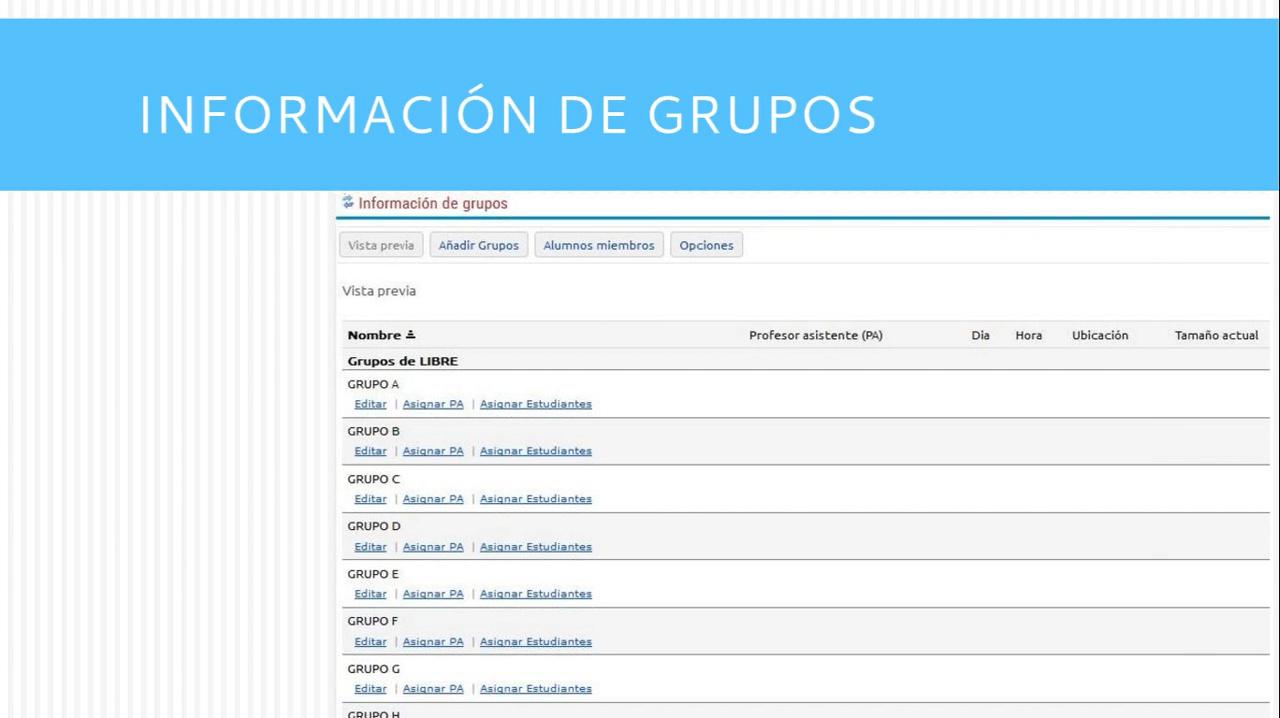 INFORMACIÓN DE GRUPOS
Información de grupos
Vista previa Añadir Grupos Alumnos miembros Opciones
Vista previa
Nombre Profesor asistente (PA) Dia Hora Ubicación Tamaño actual
Grupos de LIBRE
GRUPO A
Editar | Asignar PA | Asignar Estudiantes
GRUPO B
Editar | Asignar PA | Asignar Estudiantes
GRUPO C
Editar | Asignar PA | Asignar Estudiantes
GRUPO D
Editar | Asignar PA | Asignar Estudiantes
GRUPO E
Editar | Asignar PA | Asignar Estudiantes
GRUPO F
Editar | Asignar PA | Asignar Estudiantes
GRUPO G
Editar | Asignar PA | Asignar Estudiantes
GRUPO H